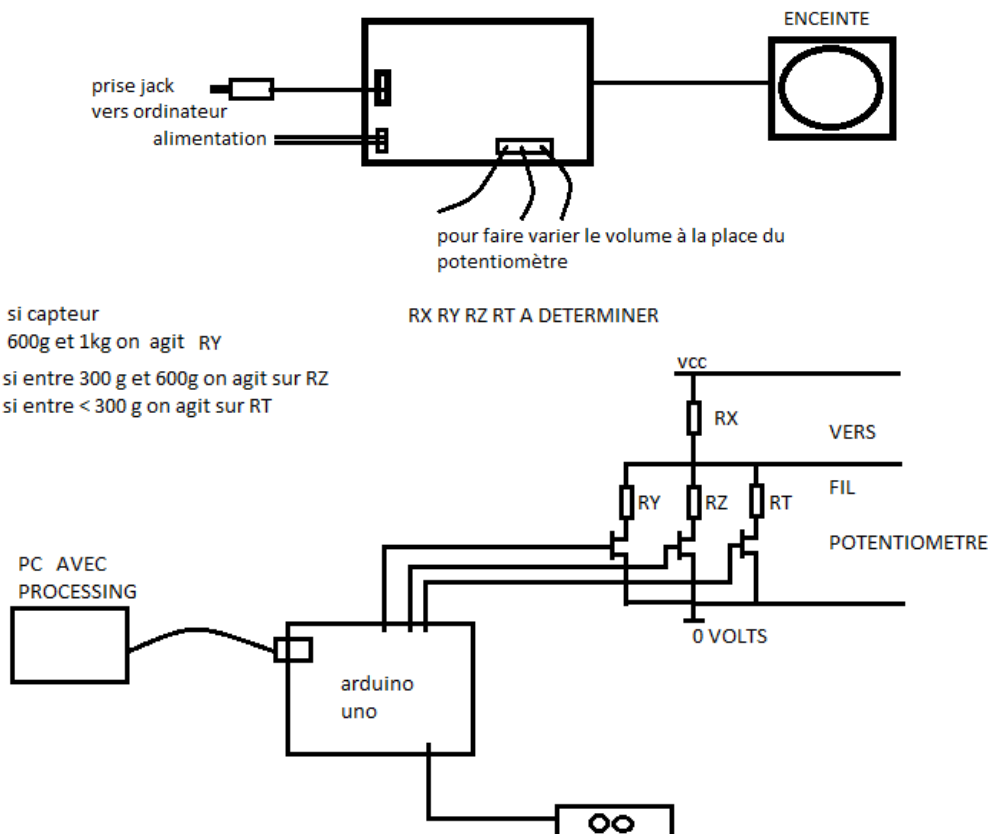 ENCEINTE
prise jack
vers ordinateur
alimentation
pour faire varier le volume à la place du
potentiomètre
si capteur
600g et 1kg on agit RY
si entre 300 g et 600g on agit sur RZ
si entre < 300 g on agit sur RT
RX RY RZ RT A DETERMINER
vcc
RX
VERS
RY
RZ
RT
FIL
POTENTIOMETRE
0 VOLTS
PC AVEC
PROCESSING
arduino
uno